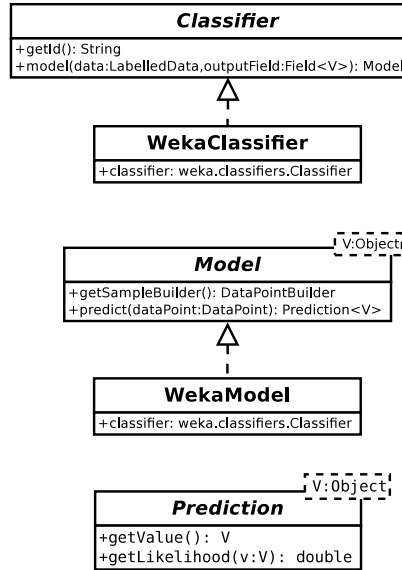 Classifier
+getId(): String
+model(data:LabelledData,outputField:Field<V>): Model
WekaClassifier
+classifier: weka.classifiers.Classifier
V:Object
Model
+getSampleBuilder(): DataPointBuilder
+predict(dataPoint:DataPoint): Prediction<V>
WekaModel
+classifier: weka.classifiers.Classifier
V:Object
Prediction
+getValue(): V
+getLikelihood(v:V): double